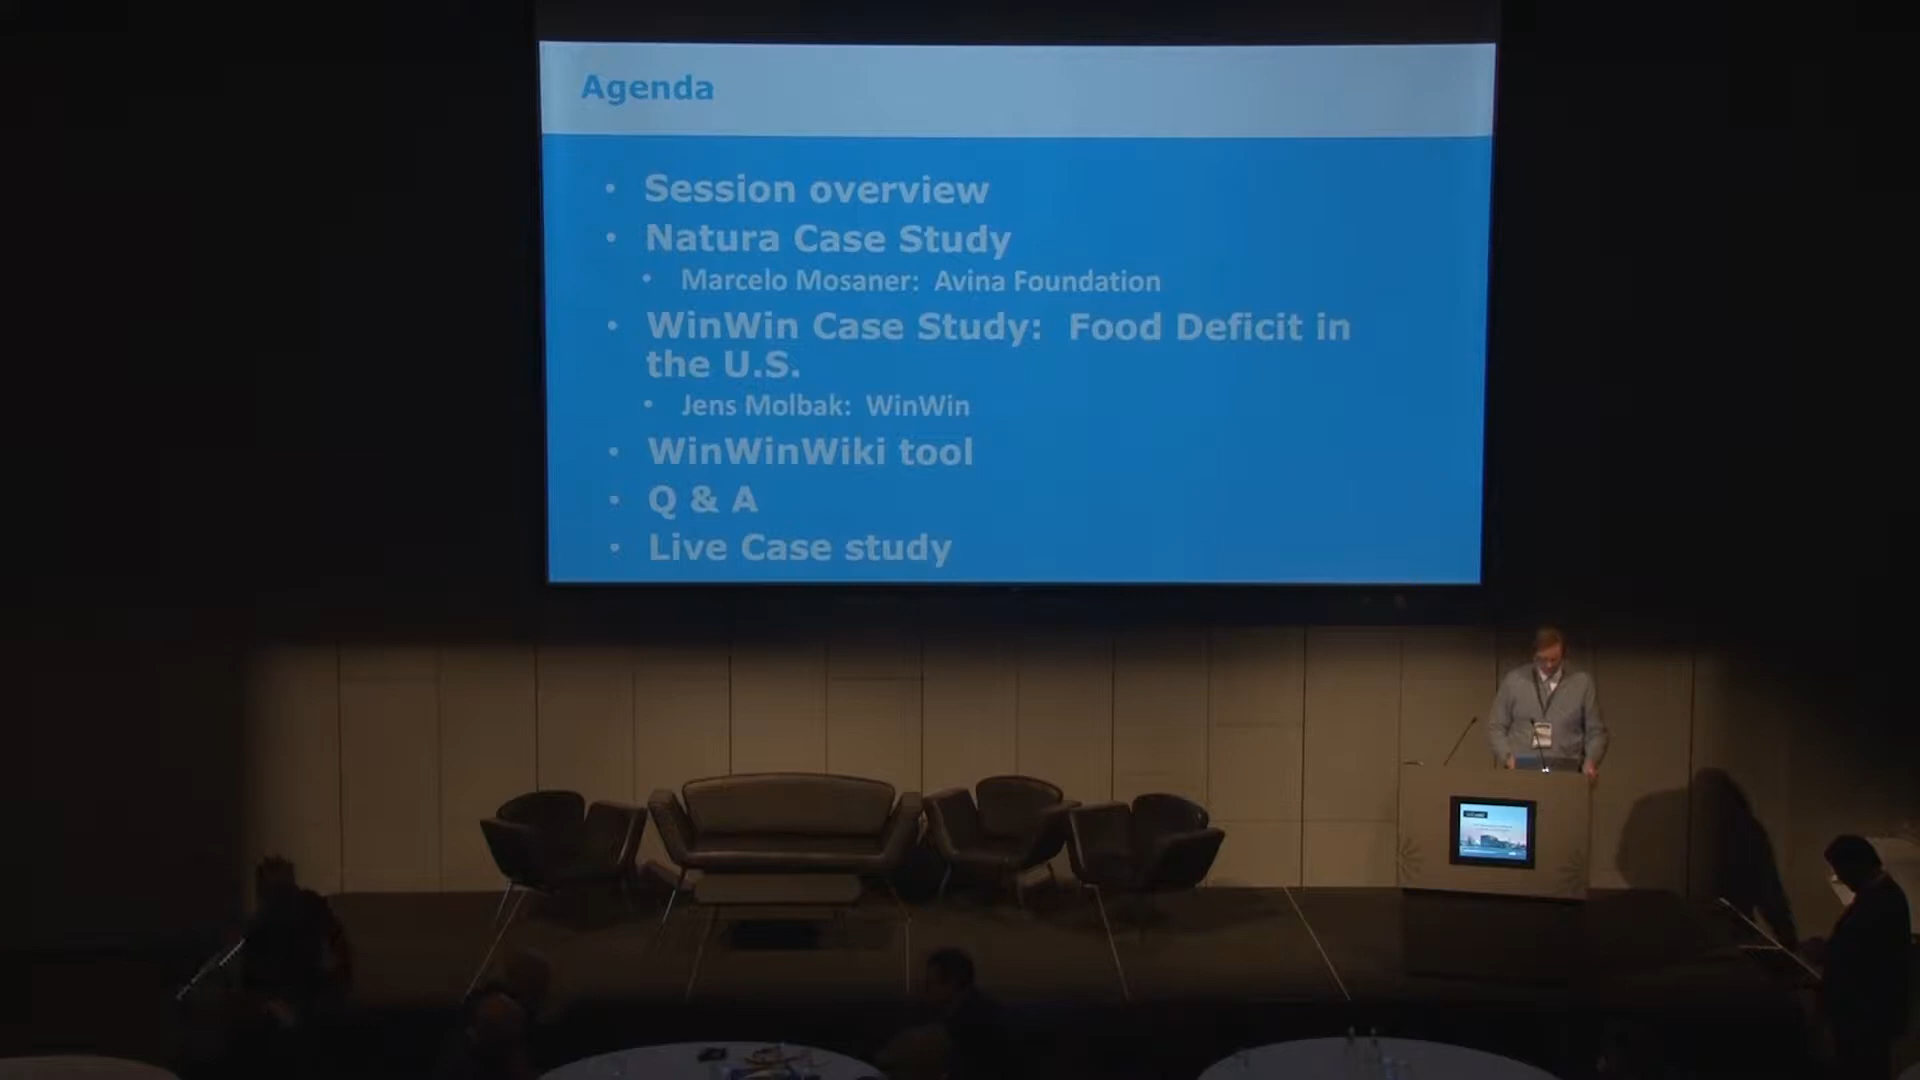 Agenda
• Session overview
• Natura Case Study
• Marcelo Mosaner: Avina Foundation
• WinWin Case Study: Food Deficit in
the U.S.
• Jens Molbak: WinWin
• WinWinWiki tool
• Q & A
• Live Case study